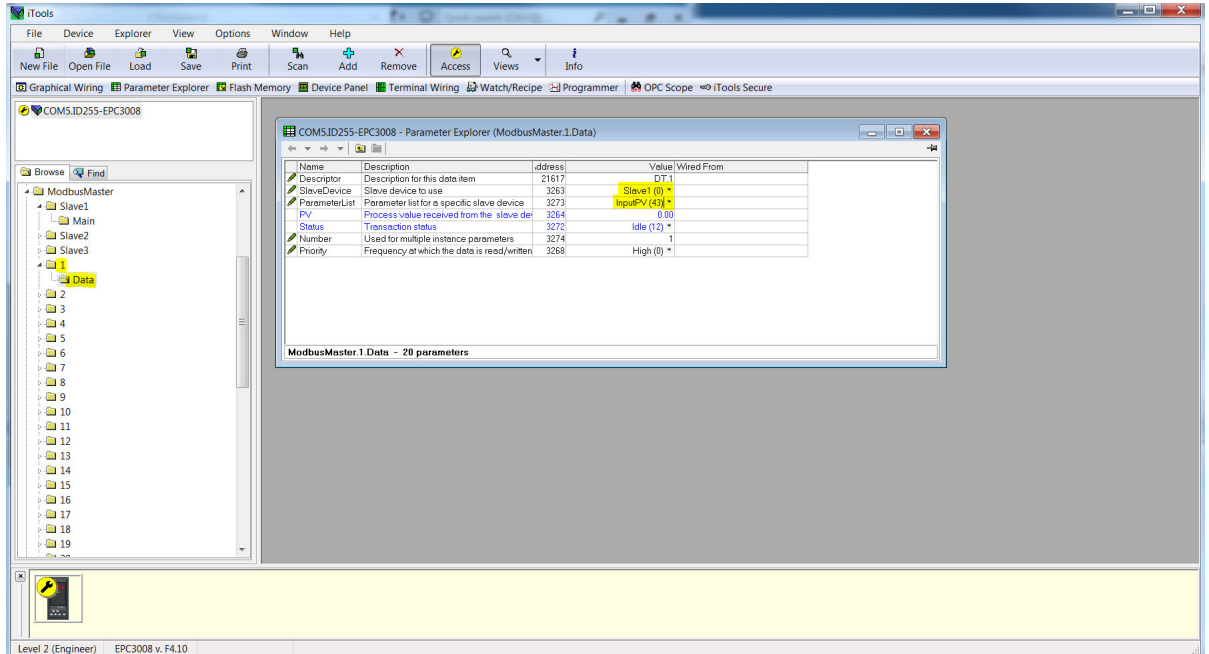 iTools
File Device Explorer View Options Window Help
New File Open File Load Save Print Scan Add Remove Access Views Info
Graphical Wiring Parameter Explorer Flash Memory Device Panel Terminal Wiring Watch/Recipe Programmer OPC Scope iTools Secure
COM5.ID255-EPC3008
Browse Find
ModbusMaster
Slave1
Main
Slave2
Slave3
1
Data
2
3
4
5
6
7
8
9
10
11
12
13
14
15
16
17
18
19
COM5.ID255-EPC3008 - Parameter Explorer (ModbusMaster.1.Data)
Name Description ddress Value Wired From
Descriptor Description for this data item 21617 DT.1
SlaveDevice Slave device to use 3263 Slave1 (0)
ParameterList Parameter list for a specific slave device 3273 InputPV (43)
PV Process value received from the slave de 3264 0.00
Status Transaction status 3272 Idle (12)
Number Used for multiple instance parameters 3274 1
Priority Frequency at which the data is read/written 3268 High (0)
ModbusMaster.1.Data - 20 parameters
Level 2 (Engineer) EPC3008 v. F4.10